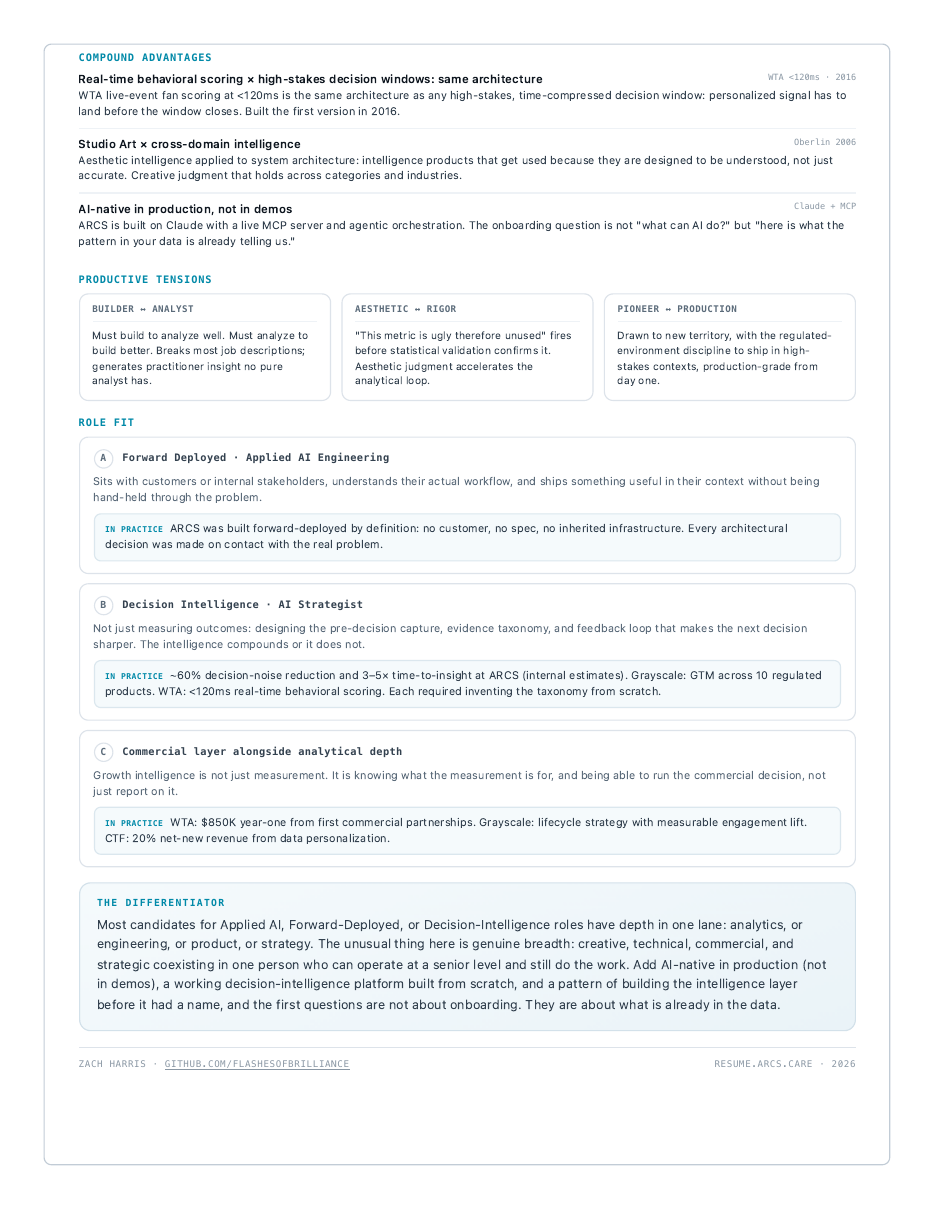 COMPOUND ADVANTAGES
Real-time behavioral scoring × high-stakes decision windows: same architecture
WTA <120ms · 2016
WTA live-event fan scoring at <120ms is the same architecture as any high-stakes, time-compressed decision window: personalized signal has to
land before the window closes. Built the first version in 2016.
Studio Art × cross-domain intelligence
Oberlin 2006
Aesthetic intelligence applied to system architecture: intelligence products that get used because they are designed to be understood, not just
accurate. Creative judgment that holds across categories and industries.
AI-native in production, not in demos
Claude + MCP
ARCS is built on Claude with a live MCP server and agentic orchestration. The onboarding question is not "what can AI do?" but "here is what the
pattern in your data is already telling us."
PRODUCTIVE TENSIONS
BUILDER ↔ ANALYST
Must build to analyze well. Must analyze to
build better. Breaks most job descriptions;
generates practitioner insight no pure
analyst has.
AESTHETIC ↔ RIGOR
"This metric is ugly therefore unused" fires
before statistical validation confirms it.
Aesthetic judgment accelerates the
analytical loop.
PIONEER ↔ PRODUCTION
Drawn to new territory, with the regulated-
environment discipline to ship in high-
stakes contexts, production-grade from
day one.
ROLE FIT
A Forward Deployed · Applied AI Engineering
Sits with customers or internal stakeholders, understands their actual workflow, and ships something useful in their context without being
hand-held through the problem.
IN PRACTICE ARCS was built forward-deployed by definition: no customer, no spec, no inherited infrastructure. Every architectural
decision was made on contact with the real problem.
B Decision Intelligence · AI Strategist
Not just measuring outcomes: designing the pre-decision capture, evidence taxonomy, and feedback loop that makes the next decision
sharper. The intelligence compounds or it does not.
IN PRACTICE ~60% decision-noise reduction and 3–5× time-to-insight at ARCS (internal estimates). Grayscale: GTM across 10 regulated
products. WTA: <120ms real-time behavioral scoring. Each required inventing the taxonomy from scratch.
C Commercial layer alongside analytical depth
Growth intelligence is not just measurement. It is knowing what the measurement is for, and being able to run the commercial decision, not
just report on it.
IN PRACTICE WTA: $850K year-one from first commercial partnerships. Grayscale: lifecycle strategy with measurable engagement lift.
CTF: 20% net-new revenue from data personalization.
THE DIFFERENTIATOR
Most candidates for Applied AI, Forward-Deployed, or Decision-Intelligence roles have depth in one lane: analytics, or
engineering, or product, or strategy. The unusual thing here is genuine breadth: creative, technical, commercial, and
strategic coexisting in one person who can operate at a senior level and still do the work. Add AI-native in production (not
in demos), a working decision-intelligence platform built from scratch, and a pattern of building the intelligence layer
before it had a name, and the first questions are not about onboarding. They are about what is already in the data.
ZACH HARRIS · GITHUB.COM/FLASHESOFBRILLIANCE
RESUME.ARCS.CARE · 2026